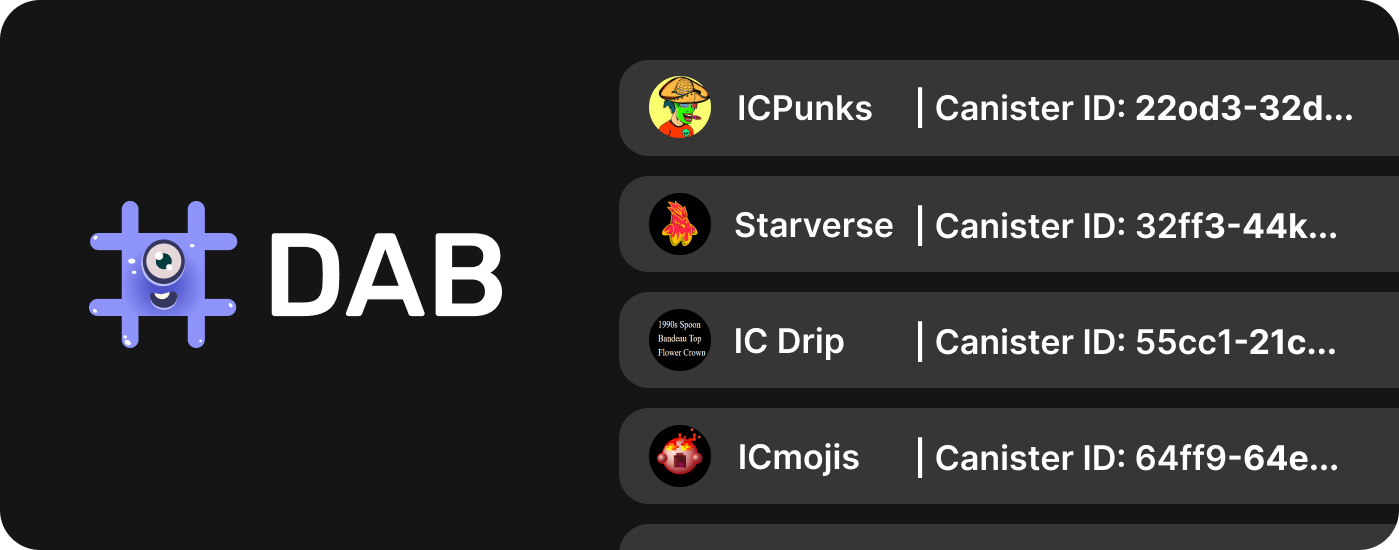 DAB
ICPunks | Canister ID: 22od3-32d...
Starverse | Canister ID: 32ff3-44k...
1990s Spoon
Bandeau Top
Flower Crown
IC Drip | Canister ID: 55cc1-21c...
ICmojis | Canister ID: 64ff9-64e...